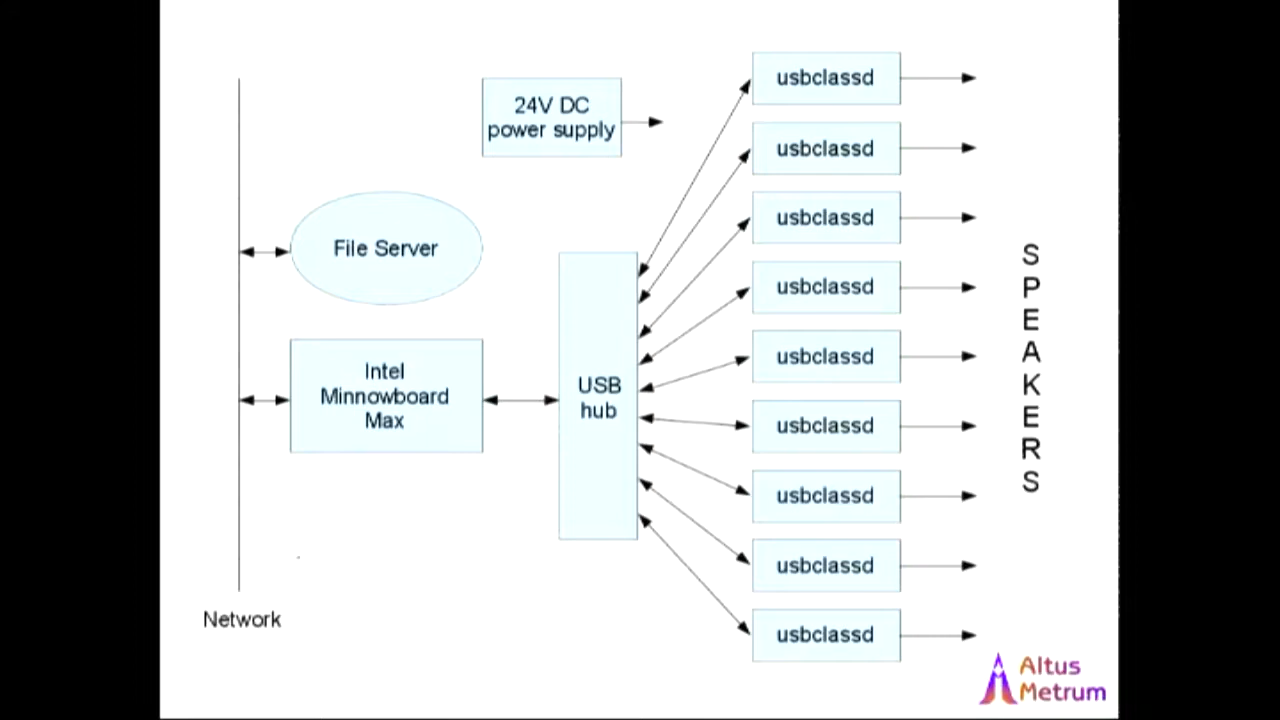 24V DC
power supply
File Server
Intel
Minnowboard
Max
Network
USB
hub
usbclassd
usbclassd
usbclassd
usbclassd
usbclassd
usbclassd
usbclassd
usbclassd
usbclassd
S
P
E
A
K
E
R
S
Altus
Metrum